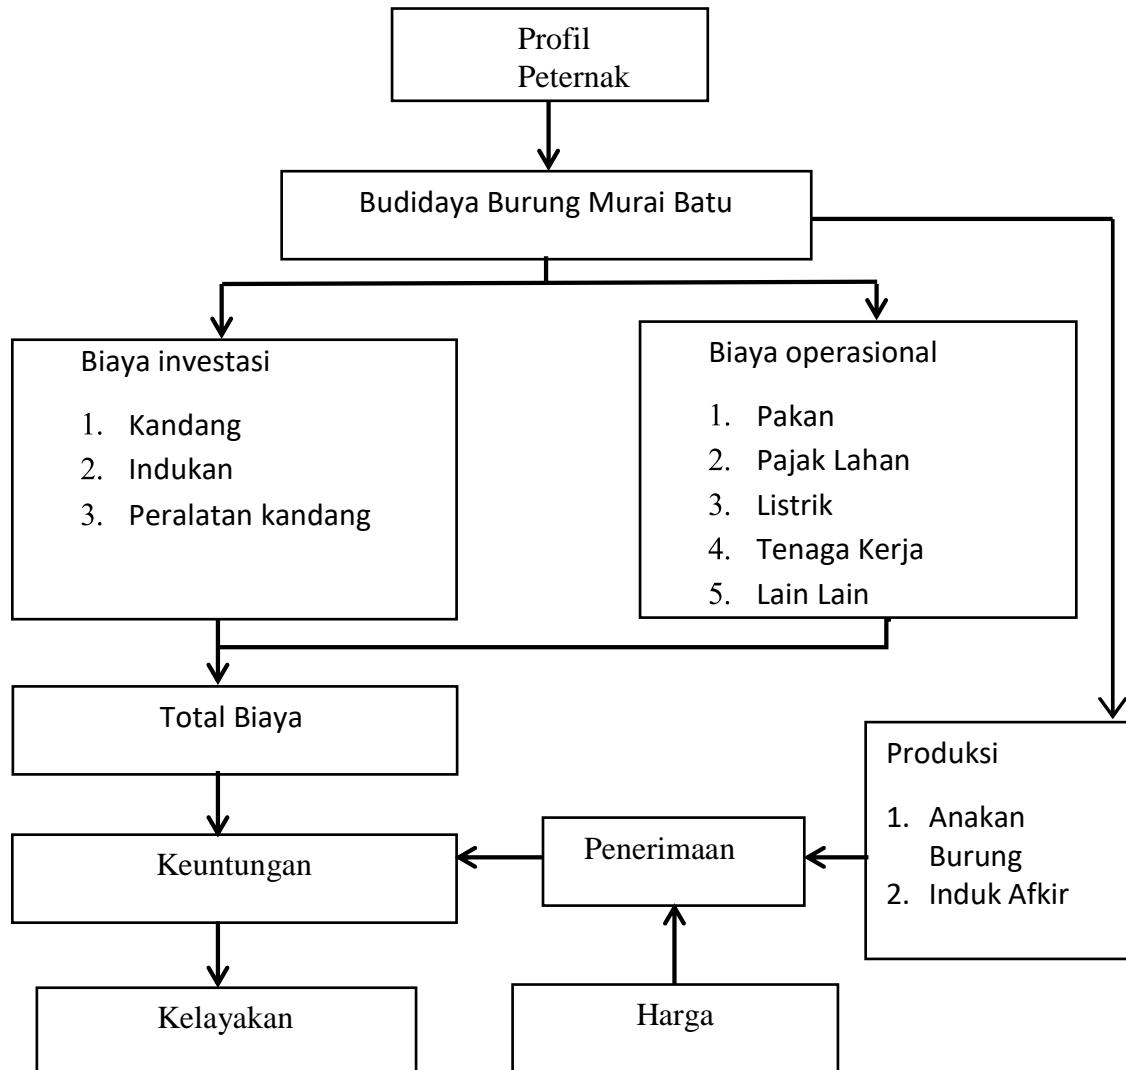 Profil
Peternak
Budidaya Burung Murai Batu
Biaya investasi
1. Kandang
2. Indukan
3. Peralatan kandang
Biaya operasional
1. Pakan
2. Pajak Lahan
3. Listrik
4. Tenaga Kerja
5. Lain Lain
Total Biaya
Produksi
1. Anakan
Burung
2. Induk Afkir
Penerimaan
Keuntungan
Kelayakan
Harga